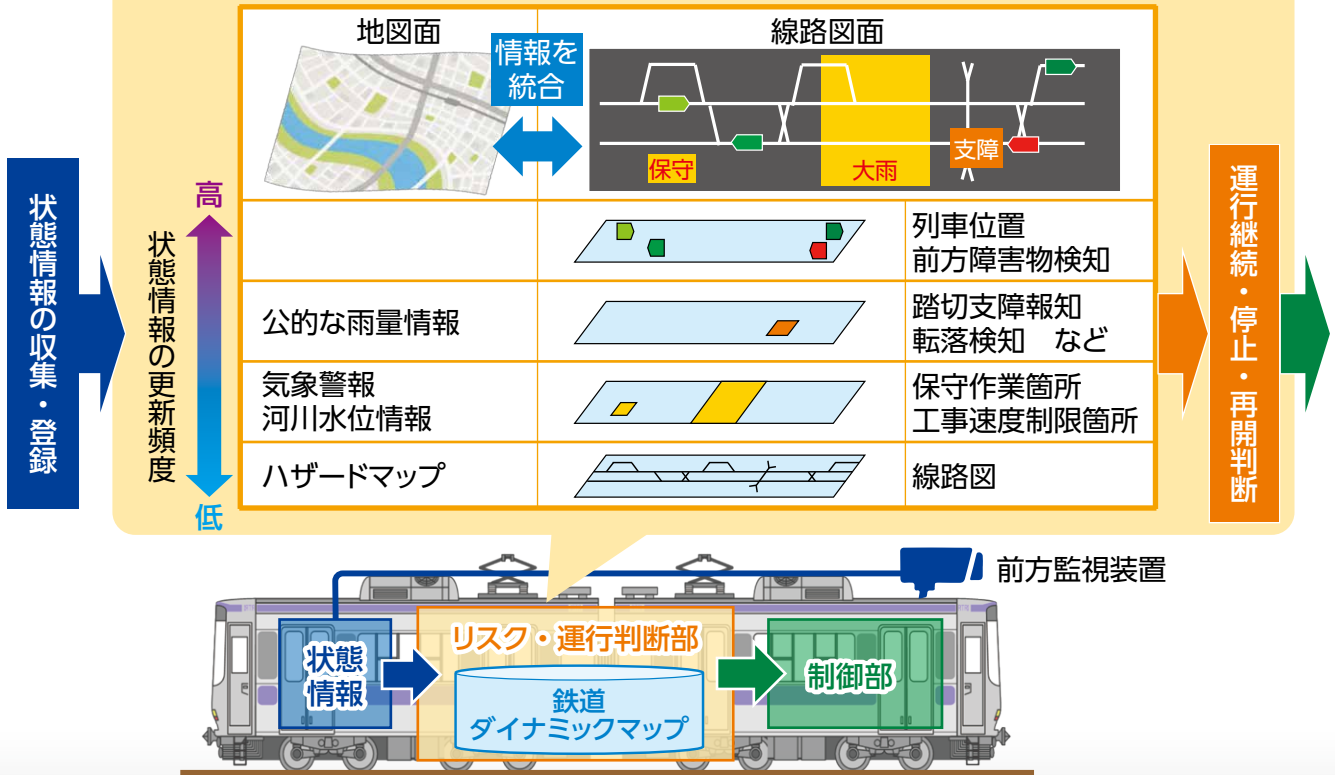 地図面
情報を
統合
線路図面
保守
大雨
支障
状態情報の収集・登録
高
状態情報の更新頻度
低
列車位置
前方障害物検知
公的な雨量情報
踏切支障報知
転落検知　など
気象警報
河川水位情報
保守作業箇所
工事速度制限箇所
ハザードマップ
線路図
運行継続・停止・再開判断
前方監視装置
状態
情報
リスク・運行判断部
鉄道
ダイナミックマップ
制御部